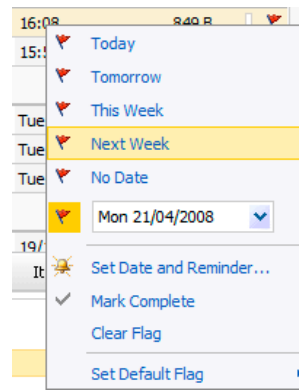 16:08 849 B
15:5
Today
Tomorrow
This Week
Tue
Next Week
Tue
No Date
Tue
Mon 21/04/2008
19/
Set Date and Reminder...
It
Mark Complete
Clear Flag
Set Default Flag